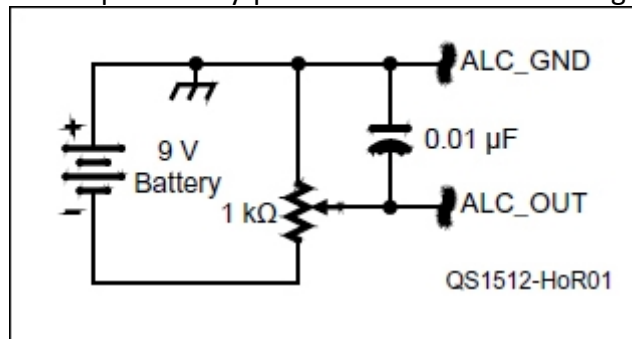 ALC_GND
+
9 V
Battery
-
1 kΩ
0.01 µF
ALC_OUT
QS1512-HoR01